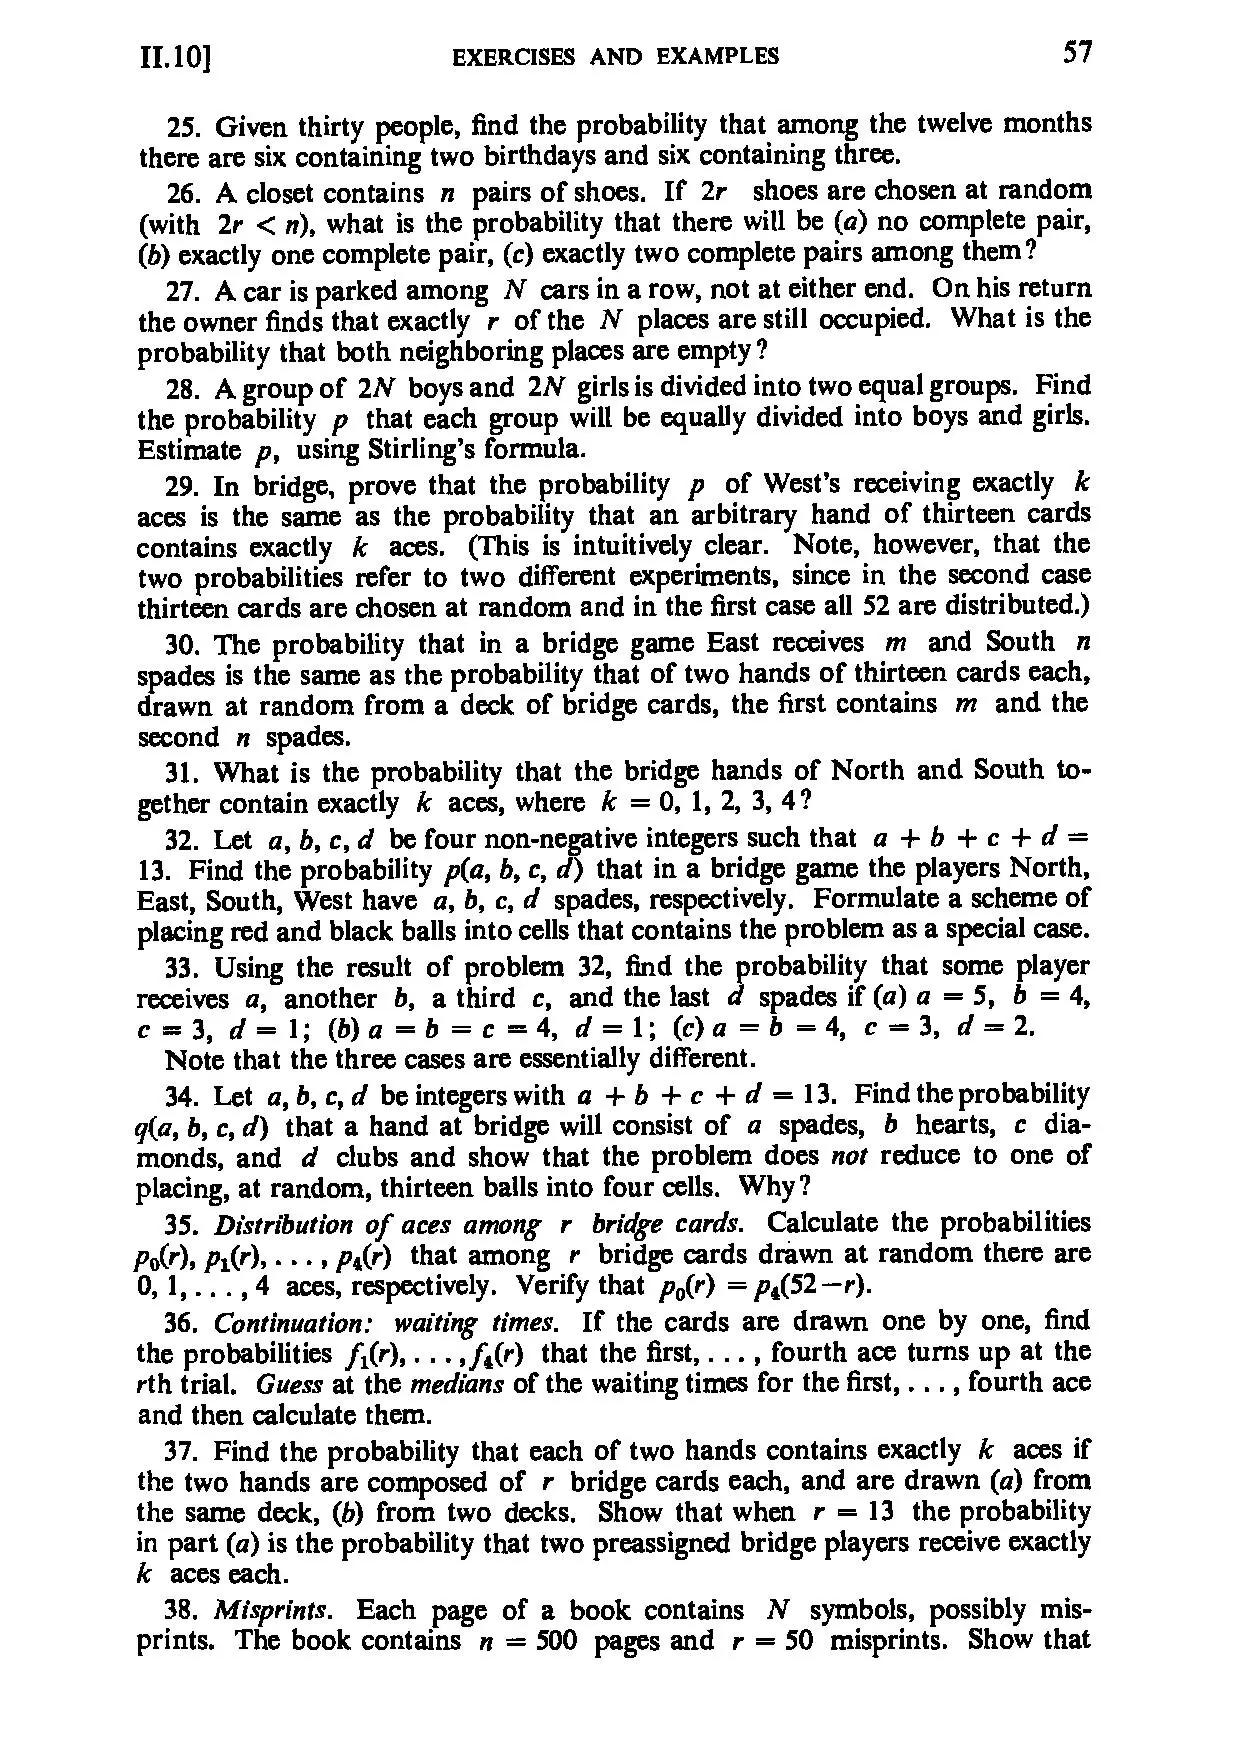 II.10] EXERCISES AND EXAMPLES 57
25. Given thirty people, find the probability that among the twelve months
there are six containing two birthdays and six containing three.
26. A closet contains n pairs of shoes. If 2r shoes are chosen at random
(with 2r < n), what is the probability that there will be (a) no complete pair,
(b) exactly one complete pair, (c) exactly two complete pairs among them?
27. A car is parked among N cars in a row, not at either end. On his return
the owner finds that exactly r of the N places are still occupied. What is the
probability that both neighboring places are empty?
28. A group of 2N boys and 2N girls is divided into two equal groups. Find
the probability p that each group will be equally divided into boys and girls.
Estimate p, using Stirling's formula.
29. In bridge, prove that the probability p of West's receiving exactly k
aces is the same as the probability that an arbitrary hand of thirteen cards
contains exactly k aces. (This is intuitively clear. Note, however, that the
two probabilities refer to two different experiments, since in the second case
thirteen cards are chosen at random and in the first case all 52 are distributed.)
30. The probability that in a bridge game East receives m and South n
spades is the same as the probability that of two hands of thirteen cards each,
drawn at random from a deck of bridge cards, the first contains m and the
second n spades.
31. What is the probability that the bridge hands of North and South to-
gether contain exactly k aces, where k = 0, 1, 2, 3, 4?
32. Let a, b, c, d be four non-negative integers such that a + b + c + d =
13. Find the probability p(a, b, c, d) that in a bridge game the players North,
East, South, West have a, b, c, d spades, respectively. Formulate a scheme of
placing red and black balls into cells that contains the problem as a special case.
33. Using the result of problem 32, find the probability that some player
receives a, another b, a third c, and the last d spades if (a) a = 5, b = 4,
c = 3, d = 1; (b) a = b = c = 4, d = 1; (c) a = b = 4, c = 3, d = 2.
Note that the three cases are essentially different.
34. Let a, b, c, d be integers with a + b + c + d = 13. Find the probability
q(a, b, c, d) that a hand at bridge will consist of a spades, b hearts, c dia-
monds, and d clubs and show that the problem does not reduce to one of
placing, at random, thirteen balls into four cells. Why?
35. Distribution of aces among r bridge cards. Calculate the probabilities
p₀(r), p₁(r), . . . , p₄(r) that among r bridge cards drawn at random there are
0, 1, . . . , 4 aces, respectively. Verify that p₀(r) = p₄(52−r).
36. Continuation: waiting times. If the cards are drawn one by one, find
the probabilities f₁(r), . . . , f₄(r) that the first, . . . , fourth ace turns up at the
rth trial. Guess at the medians of the waiting times for the first, . . . , fourth ace
and then calculate them.
37. Find the probability that each of two hands contains exactly k aces if
the two hands are composed of r bridge cards each, and are drawn (a) from
the same deck, (b) from two decks. Show that when r = 13 the probability
in part (a) is the probability that two preassigned bridge players receive exactly
k aces each.
38. Misprints. Each page of a book contains N symbols, possibly mis-
prints. The book contains n = 500 pages and r = 50 misprints. Show that